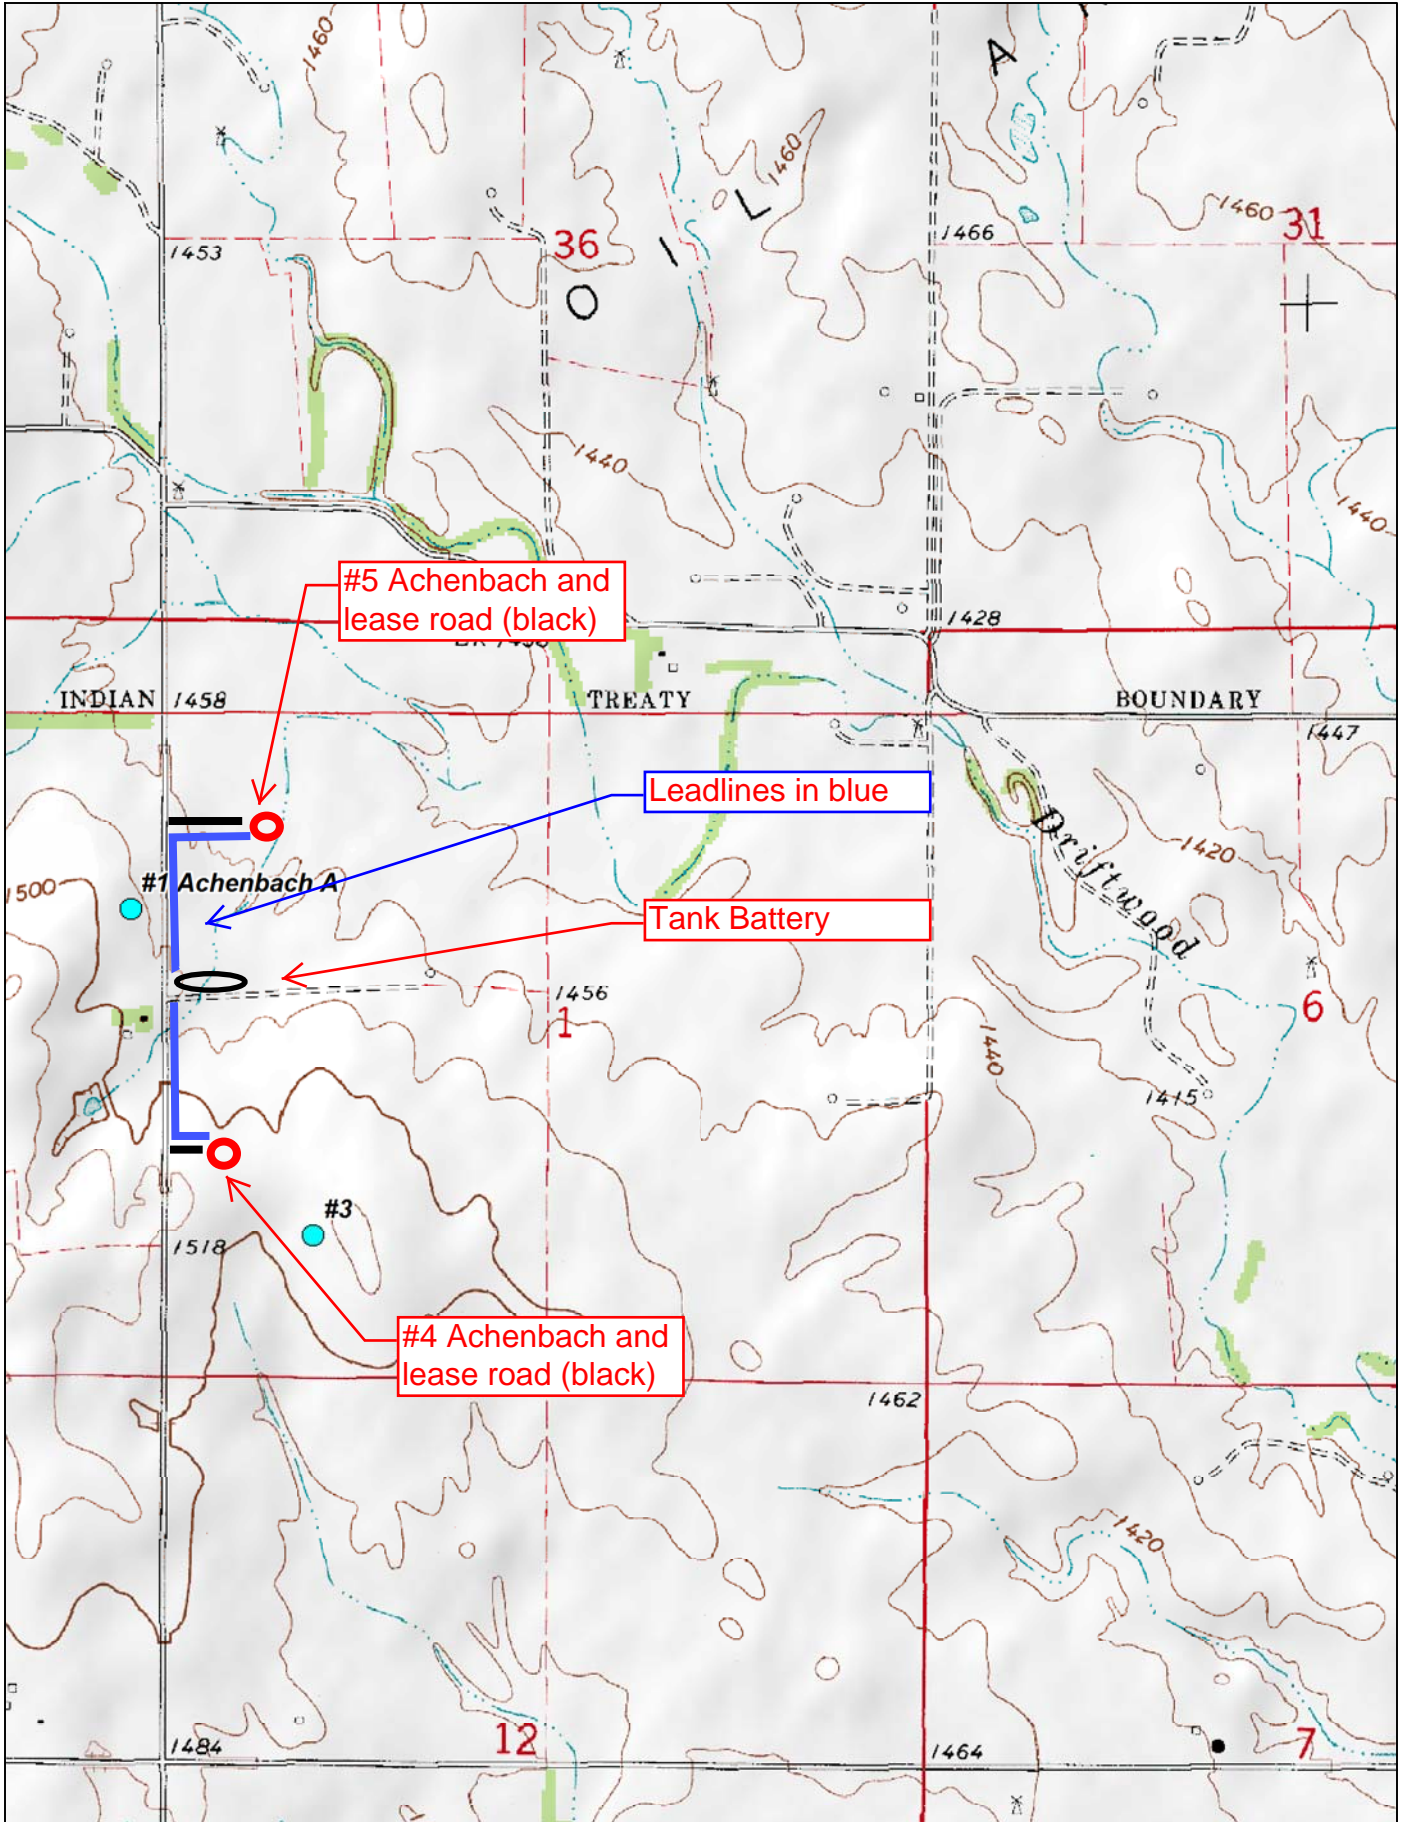 1460
A
1460
L
1460
31
1453
36
1466
I
O
1440
1440
#5 Achenbach and
lease road (black)
1428
INDIAN
1458
TREATY
BOUNDARY
1447
Leadlines in blue
Driftwood
1420
#1 Achenbach A
1500
Tank Battery
1456
1
6
1440
1415
#3
1518
#4 Achenbach and
lease road (black)
1462
1420
12
1484
1464
7